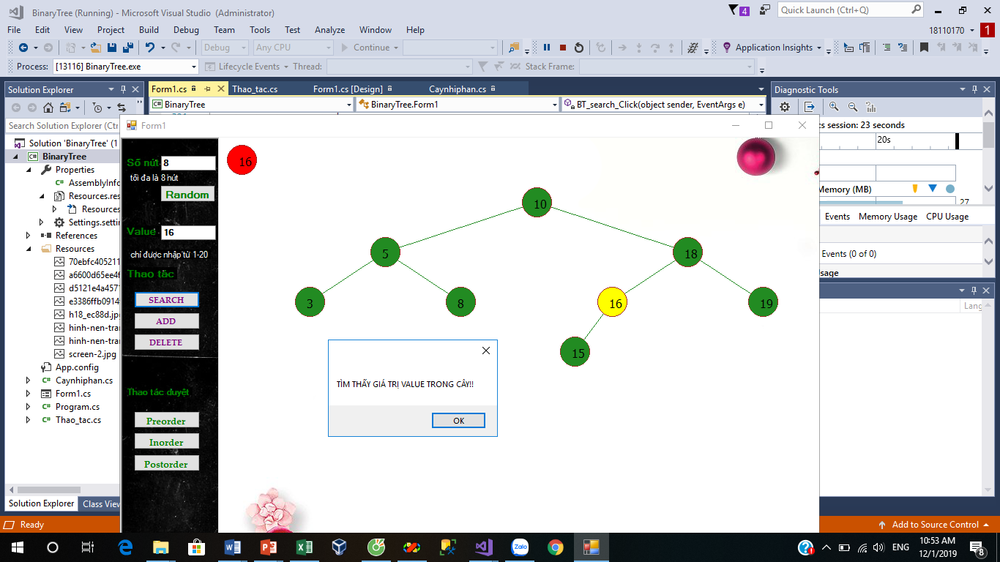 BinaryTree (Running) - Microsoft Visual Studio (Administrator)
4
Quick Launch (Ctrl+Q)
File Edit View Project Build Debug Team Tools Test Analyze Window Help
18110170
1
Debug Any CPU Continue Application Insights
Process: [13116] BinaryTree.exe Lifecycle Events Thread: Stack Frame:
Solution Explorer
Form1.cs Thao_tac.cs Form1.cs [Design] Caynhiphan.cs
Diagnostic Tools
C# BinaryTree BinaryTree.Form1 BT_search_Click(object sender, EventArgs e)
Search Solution Explorer (Ctr
Solution 'BinaryTree' (1
C# BinaryTree
Properties
C# AssemblyInfo
Resources.res
Resources
Settings.settin
References
Resources
70ebfc405211
a6600d65ee4f
d5121e4a4571
e3386ffb0914
h18_ec88d.jp
hinh-nen-tran
hinh-nen-tran
screen-2.jpg
App.config
C# Caynhiphan.cs
Form1.cs
C# Program.cs
C# Thao_tac.cs
Solution Explorer Class View
Form1
Số nút 8
tối đa là 8 nút
Random
Value 16
chỉ được nhập từ 1-20
Thao tác
SEARCH
ADD
DELETE
Thao tác duyệt
Preorder
Inorder
Postorder
16
10
5
18
3
8
16
19
15
TÌM THẤY GIÁ TRỊ VALUE TRONG CÂY!!
OK
cs session: 23 seconds
20s
Memory (MB)
27
Events Memory Usage CPU Usage
Events (0 of 0)
Usage
Lang
Ready
Add to Source Control
ENG
10:53 AM
12/1/2019
8